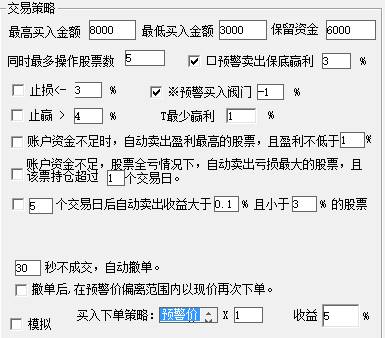 交易策略
最高买入金额 8000 最低买入金额 3000 保留资金 6000
同时最多操作股票数 5 口预警卖出保底赢利 3 %
止损<- 3 % ※预警买入阀门 -1 %
止赢 > 4 % T最少赢利 1 %
账户资金不足时，自动卖出盈利最高的股票，且盈利不低于 1 %
账户资金不足，股票全亏情况下，自动卖出亏损最大的股票，且
该票持仓超过 1 个交易日。
5 个交易日后自动卖出收益大于 0.1 % 且小于 3 % 的股票
30 秒不成交，自动撤单。
撤单后,在预警价偏离范围内以现价再次下单。
买入下单策略: 预警价 X 1 收益 5 %
模拟